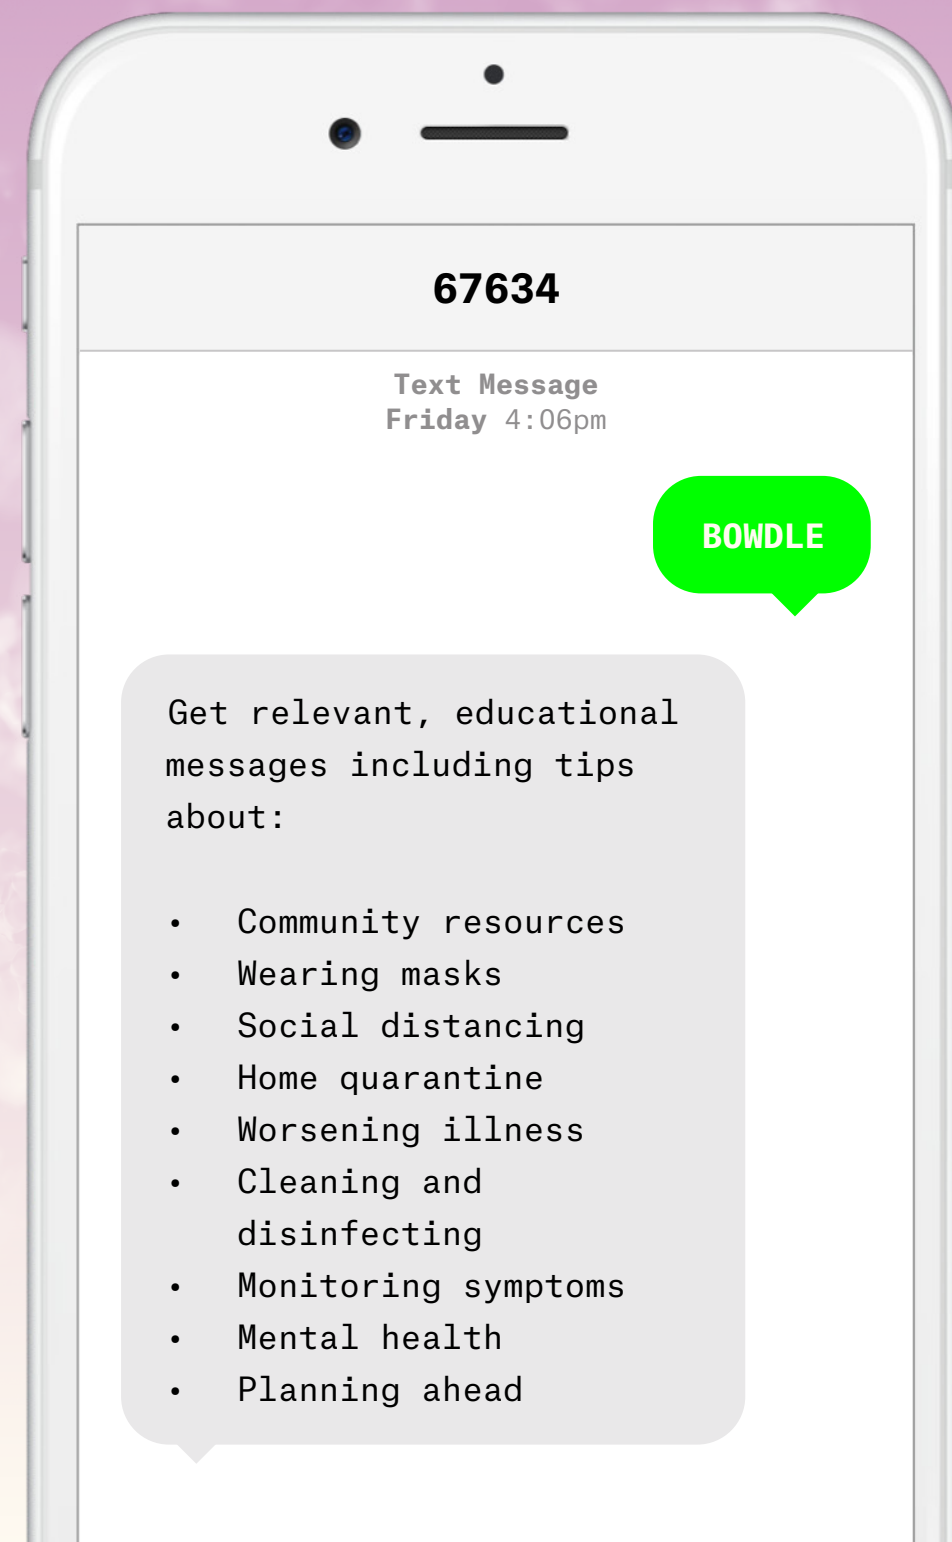 67634
Text Message
Friday 4:06pm
BOWDLE
Get relevant, educational
messages including tips
about:
• Community resources
• Wearing masks
• Social distancing
• Home quarantine
• Worsening illness
• Cleaning and
disinfecting
• Monitoring symptoms
• Mental health
• Planning ahead